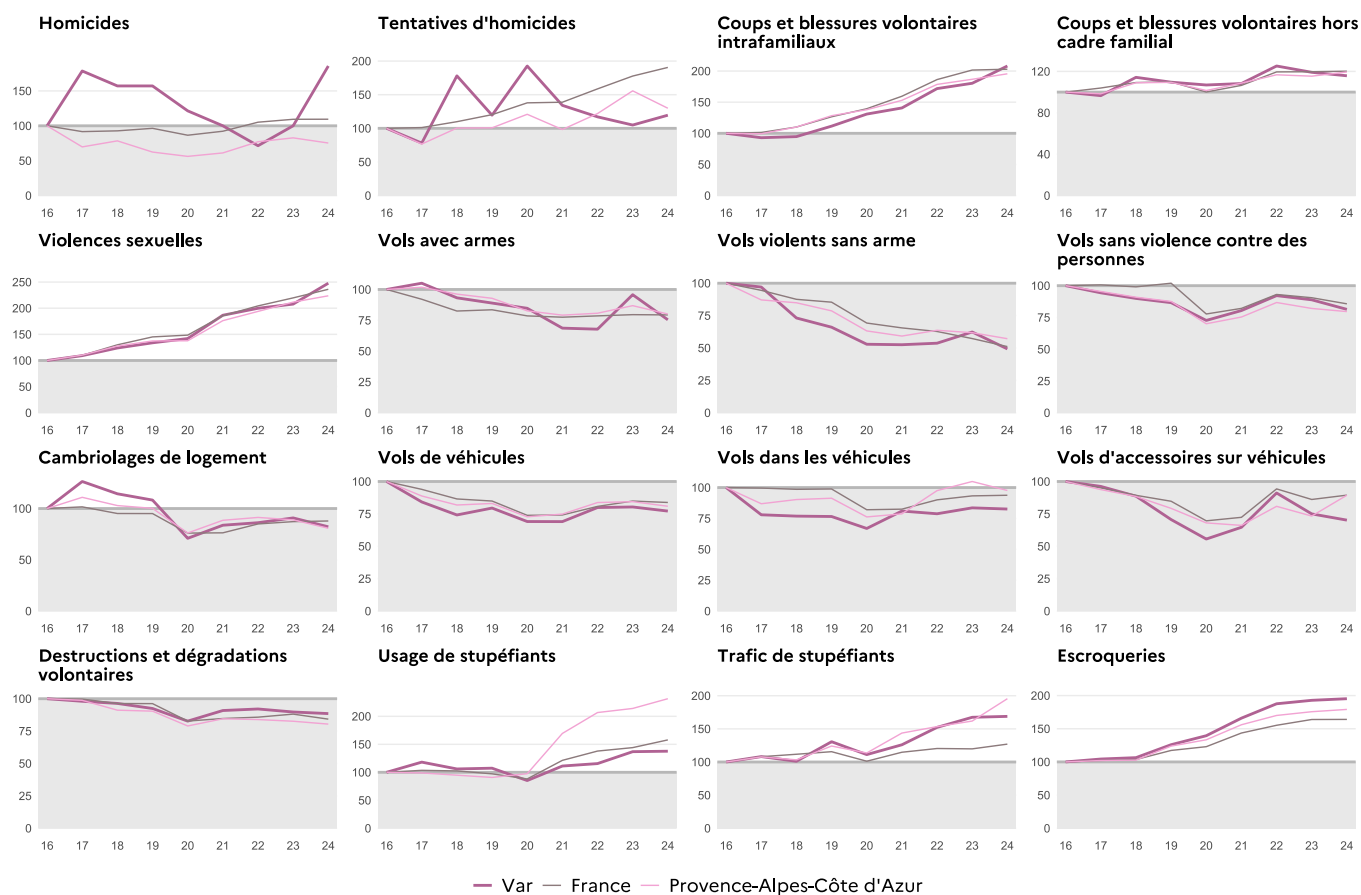 Homicides
150
100
50
0
16 17 18 19 20 21 22 23 24
Tentatives d'homicides
200
150
100
50
0
16 17 18 19 20 21 22 23 24
Coups et blessures volontaires
intrafamiliaux
200
150
100
50
0
16 17 18 19 20 21 22 23 24
Coups et blessures volontaires hors
cadre familial
120
80
40
0
16 17 18 19 20 21 22 23 24
Violences sexuelles
250
200
150
100
50
0
16 17 18 19 20 21 22 23 24
Vols avec armes
100
75
50
25
0
16 17 18 19 20 21 22 23 24
Vols violents sans arme
100
75
50
25
0
16 17 18 19 20 21 22 23 24
Vols sans violence contre des
personnes
100
75
50
25
0
16 17 18 19 20 21 22 23 24
Cambriolages de logement
100
50
0
16 17 18 19 20 21 22 23 24
Vols de véhicules
100
75
50
25
0
16 17 18 19 20 21 22 23 24
Vols dans les véhicules
100
75
50
25
0
16 17 18 19 20 21 22 23 24
Vols d'accessoires sur véhicules
100
75
50
25
0
16 17 18 19 20 21 22 23 24
Destructions et dégradations
volontaires
100
75
50
25
0
16 17 18 19 20 21 22 23 24
Usage de stupéfiants
200
150
100
50
0
16 17 18 19 20 21 22 23 24
Trafic de stupéfiants
200
150
100
50
0
16 17 18 19 20 21 22 23 24
Escroqueries
200
150
100
50
0
16 17 18 19 20 21 22 23 24
Var France Provence-Alpes-Côte d'Azur